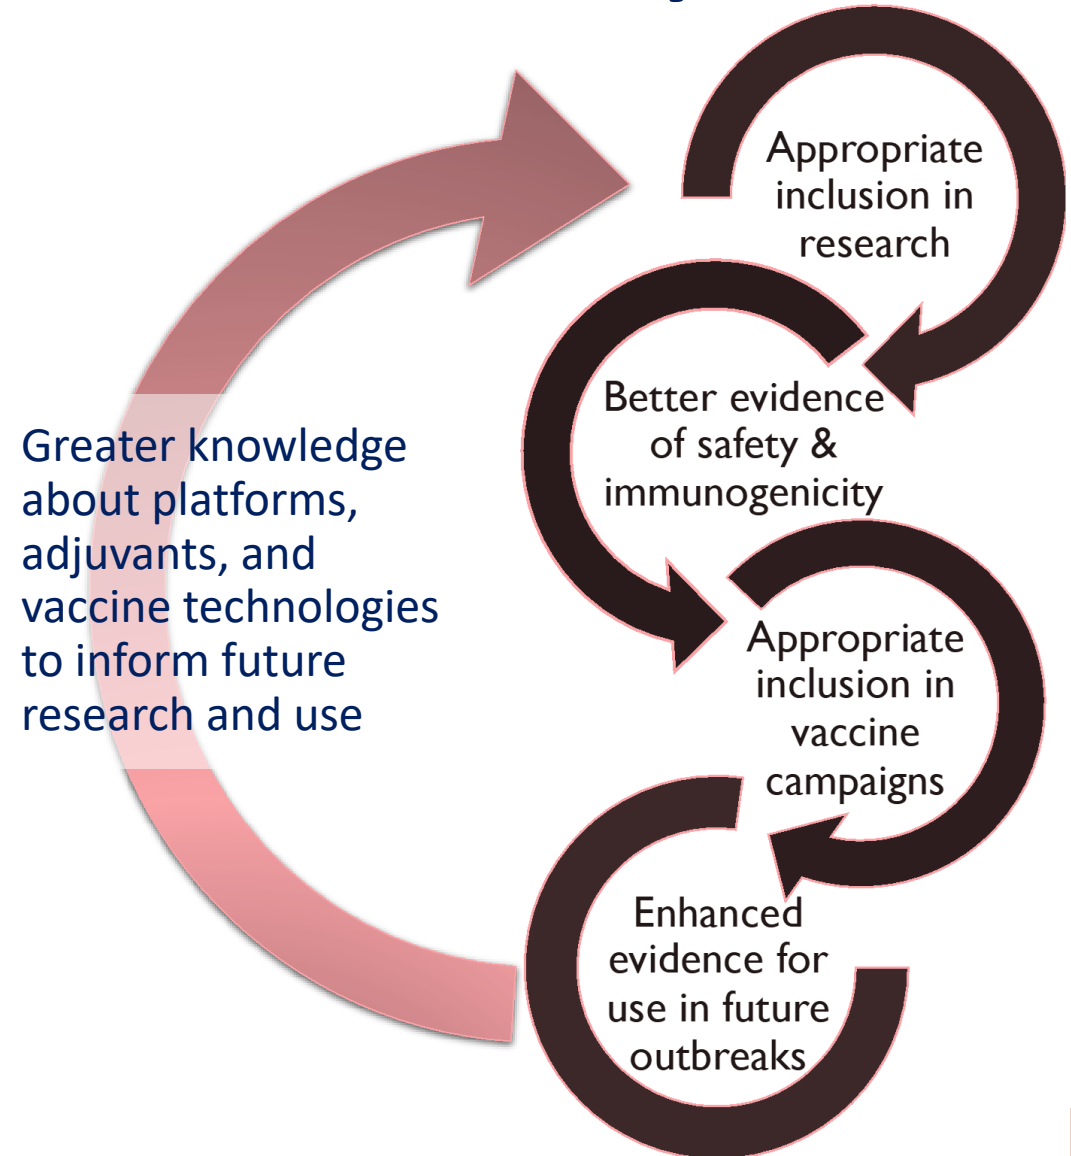 Appropriate
inclusion in
research
Better evidence
of safety &
immunogenicity
Greater knowledge
about platforms,
adjuvants, and
vaccine technologies
to inform future
research and use
Appropriate
inclusion in
vaccine
campaigns
Enhanced
evidence for
use in future
outbreaks